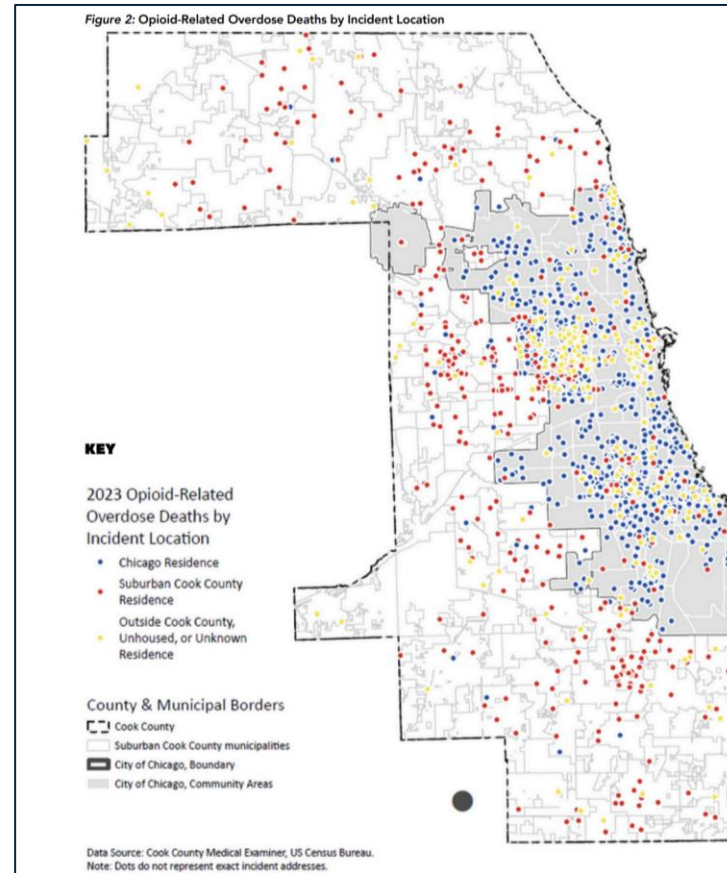 Figure 2: Opioid-Related Overdose Deaths by Incident Location
KEY
2023 Opioid-Related
Overdose Deaths by
Incident Location
Chicago Residence
Suburban Cook County
Residence
Outside Cook County,
Unhoused, or Unknown
Residence
County & Municipal Borders
Cook County
Suburban Cook County municipalities
City of Chicago, Boundary
City of Chicago, Community Areas
Data Source: Cook County Medical Examiner, US Census Bureau.
Note: Dots do not represent exact incident addresses.